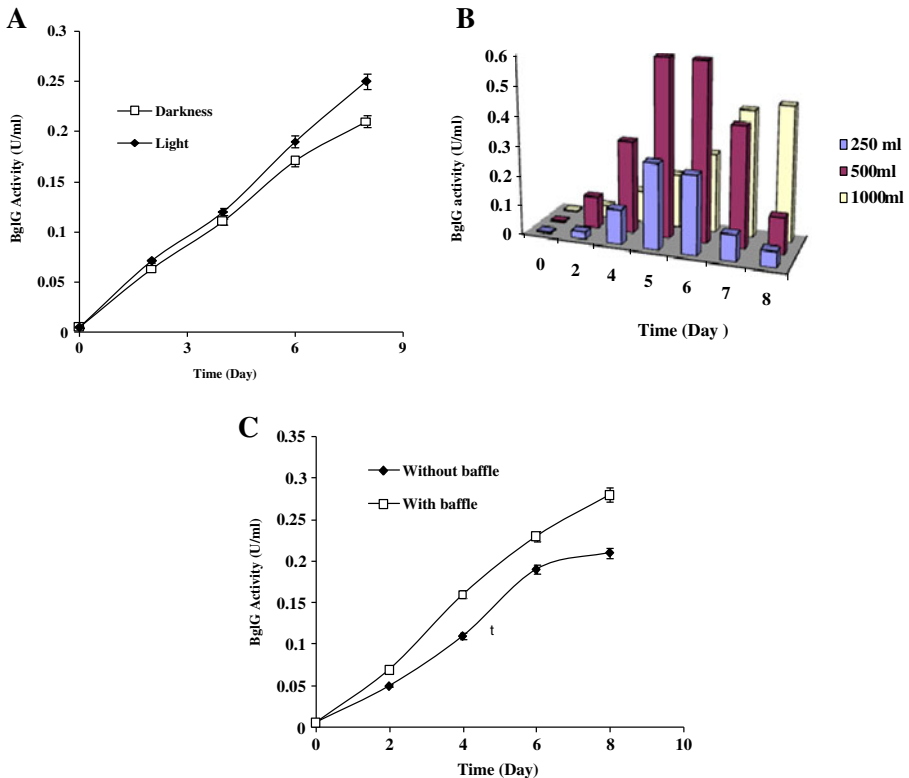 A
0.3
0.25
0.2
0.15
0.1
0.05
0
BglG Activity (U/ml)
Darkness
Light
0 3 6 9
Time (Day)
B
0.6
0.5
0.4
0.3
0.2
0.1
0
BglG activity (U/ml)
0 2 4 5 6 7 8
Time (Day )
250 ml
500ml
1000ml
C
0.35
0.3
0.25
0.2
0.15
0.1
0.05
0
BglG Activity (U/ml)
Without baffle
With baffle
t
0 2 4 6 8 10
Time (Day)